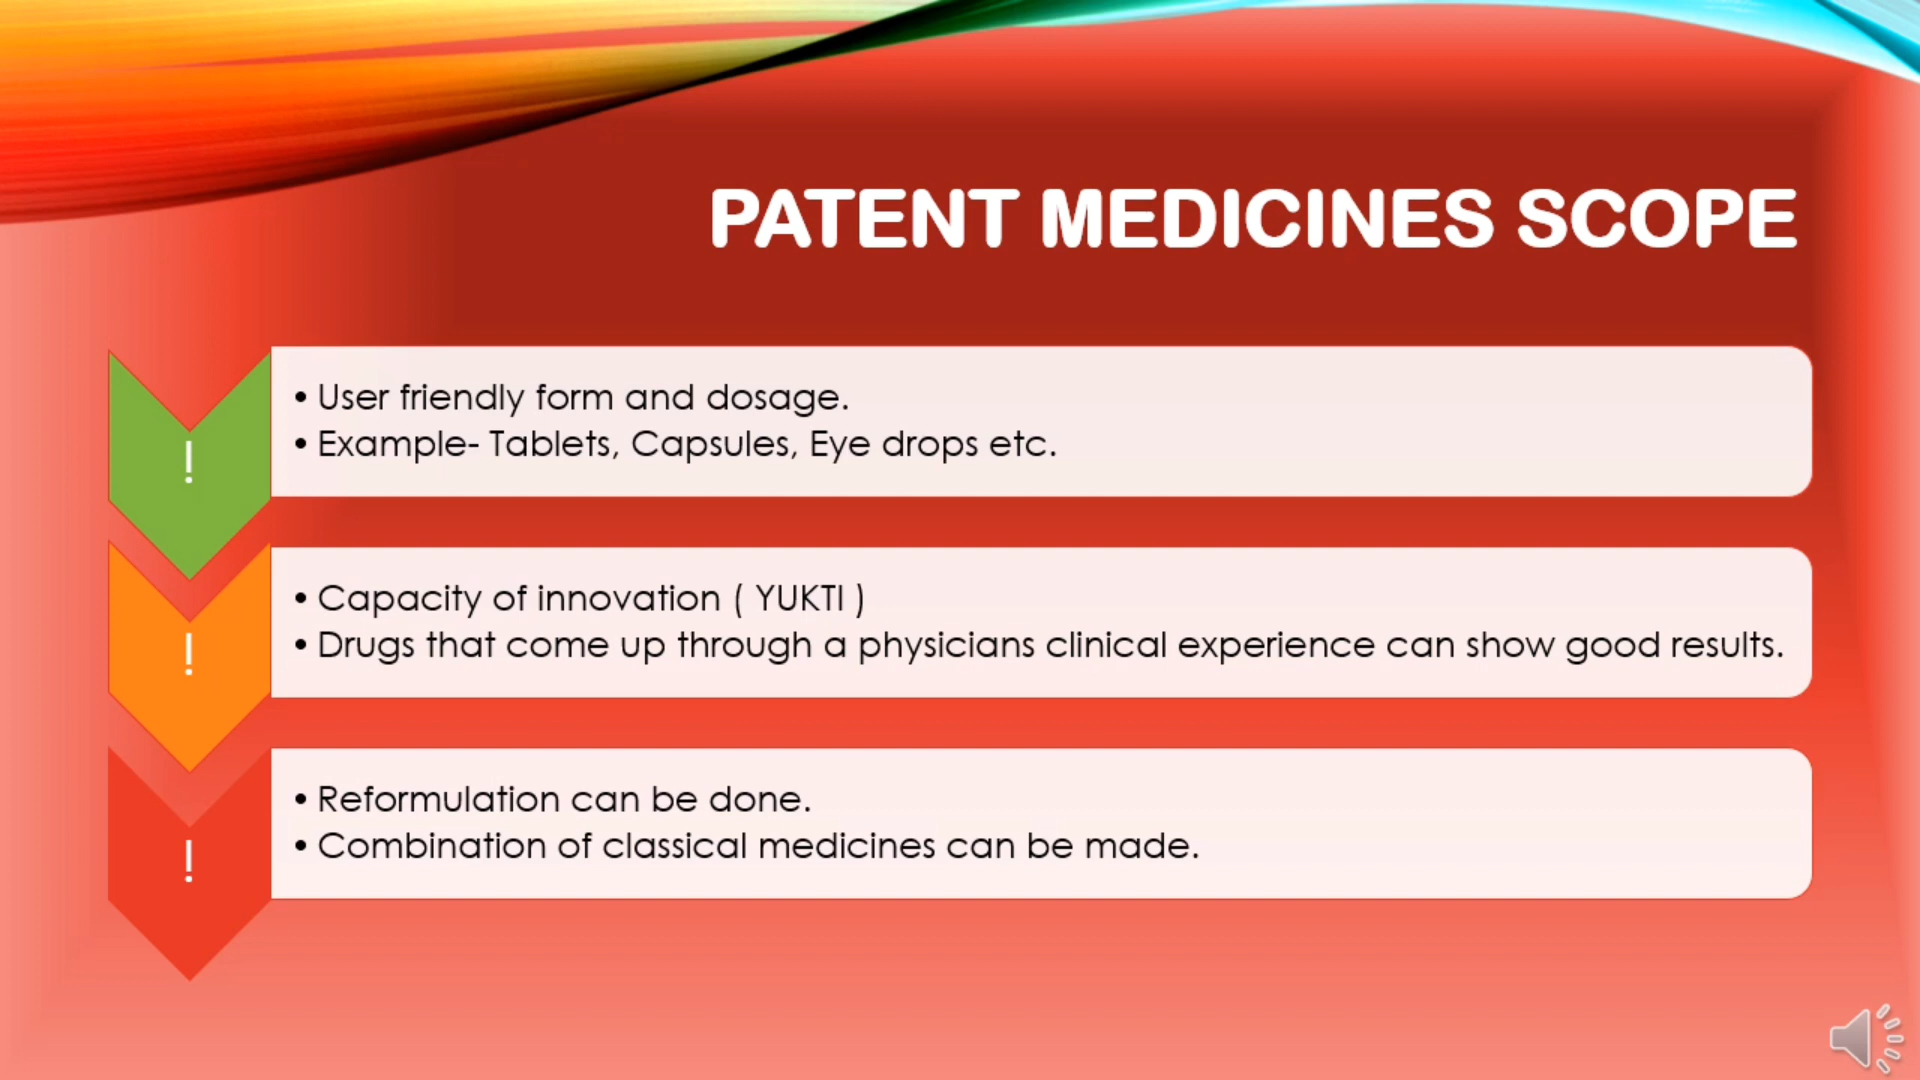 PATENT MEDICINES SCOPE
!
• User friendly form and dosage.
• Example- Tablets, Capsules, Eye drops etc.
!
• Capacity of innovation ( YUKTI )
• Drugs that come up through a physicians clinical experience can show good results.
!
• Reformulation can be done.
• Combination of classical medicines can be made.